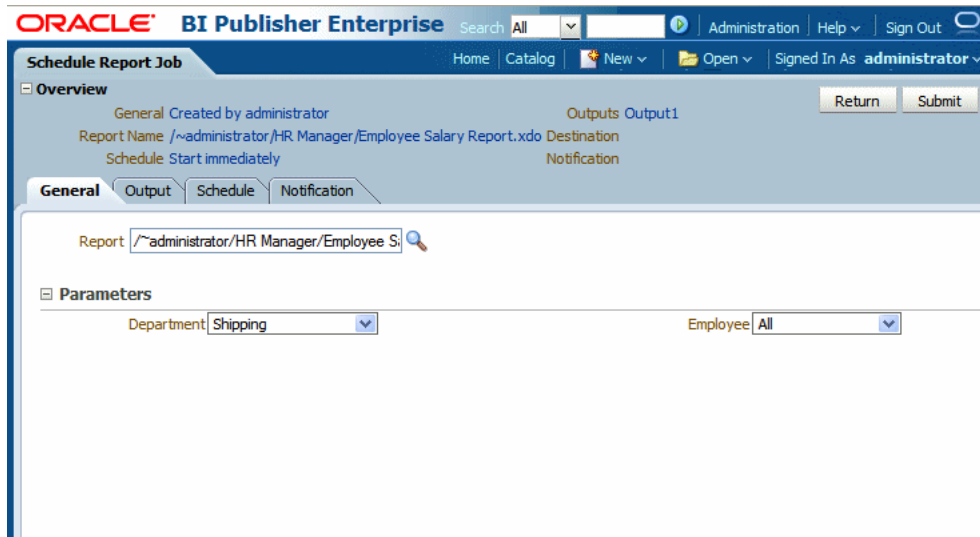 ORACLE BI Publisher Enterprise Search All Administration Help Sign Out
Schedule Report Job Home Catalog New Open Signed In As administrator
Overview
Return Submit
General Created by administrator Outputs Output1
Report Name /~administrator/HR Manager/Employee Salary Report.xdo Destination
Schedule Start immediately Notification
General Output Schedule Notification
Report /~administrator/HR Manager/Employee S
Parameters
Department Shipping Employee All